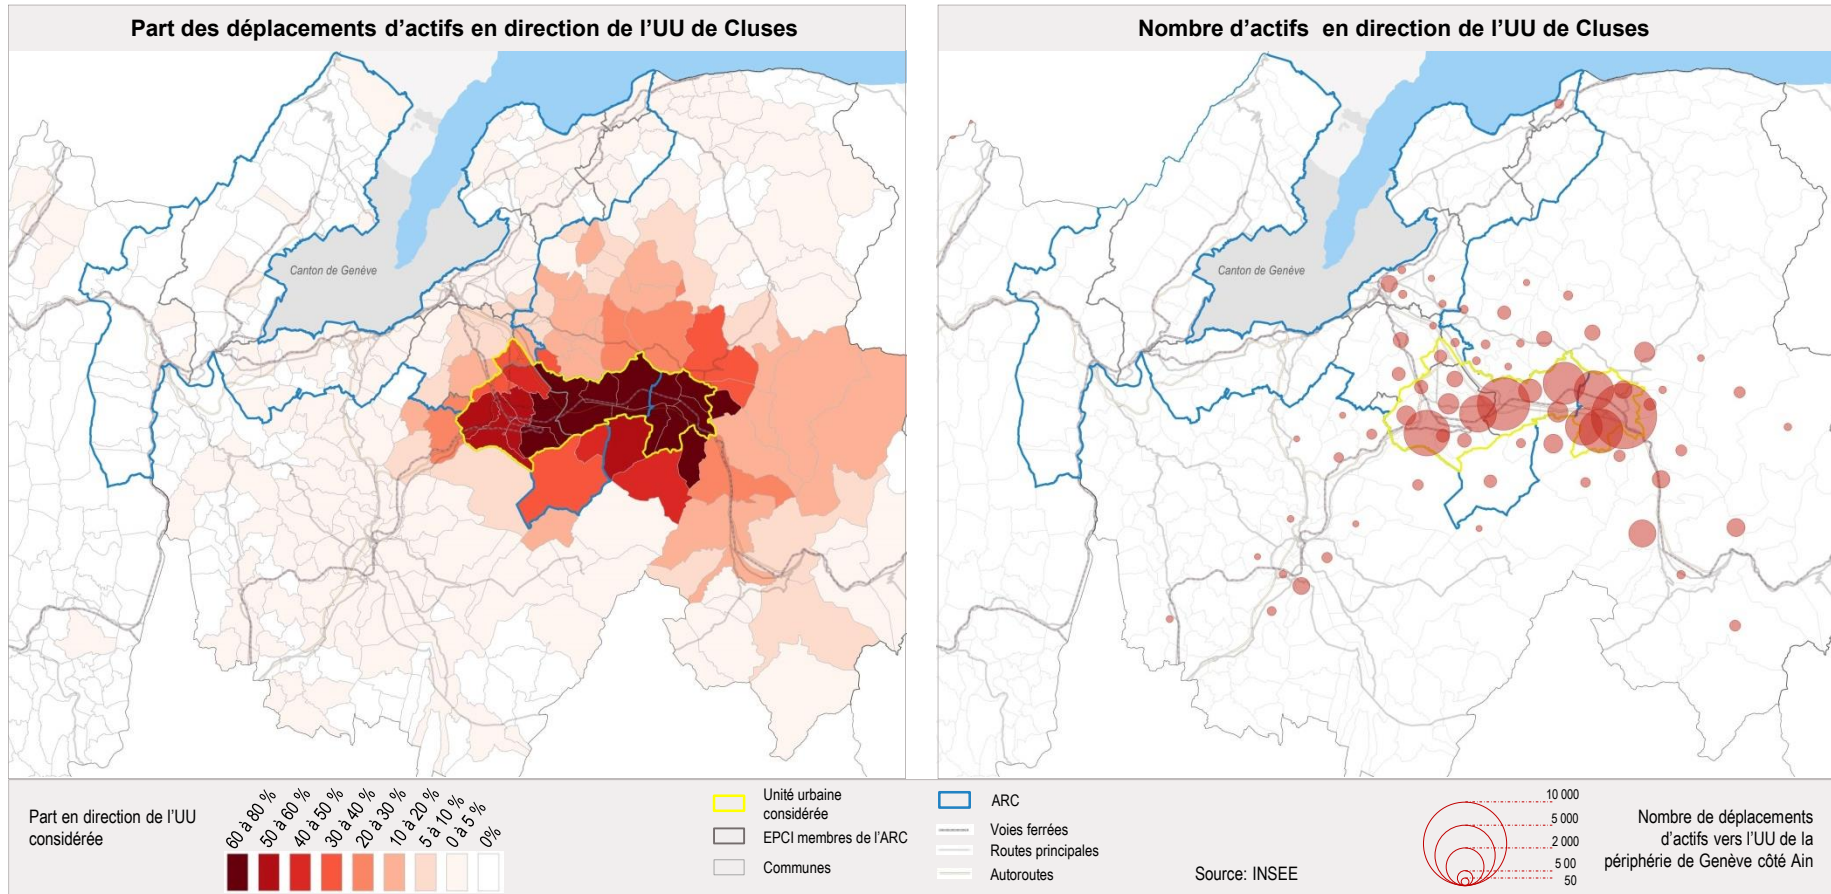 Part des déplacements d’actifs en direction de l’UU de Cluses
Nombre d’actifs en direction de l’UU de Cluses
Canton de Genève
Canton de Genève
Part en direction de l’UU
considérée
60 à 80 %
50 à 60 %
40 à 50 %
30 à 40 %
20 à 30 %
10 à 20 %
5 à 10 %
0 à 5 %
0%
Unité urbaine
considérée
EPCI membres de l’ARC
Communes
ARC
Voies ferrées
Routes principales
Autoroutes
Source: INSEE
10 000
5 000
2 000
5 00
50
Nombre de déplacements
d’actifs vers l’UU de la
périphérie de Genève côté Ain